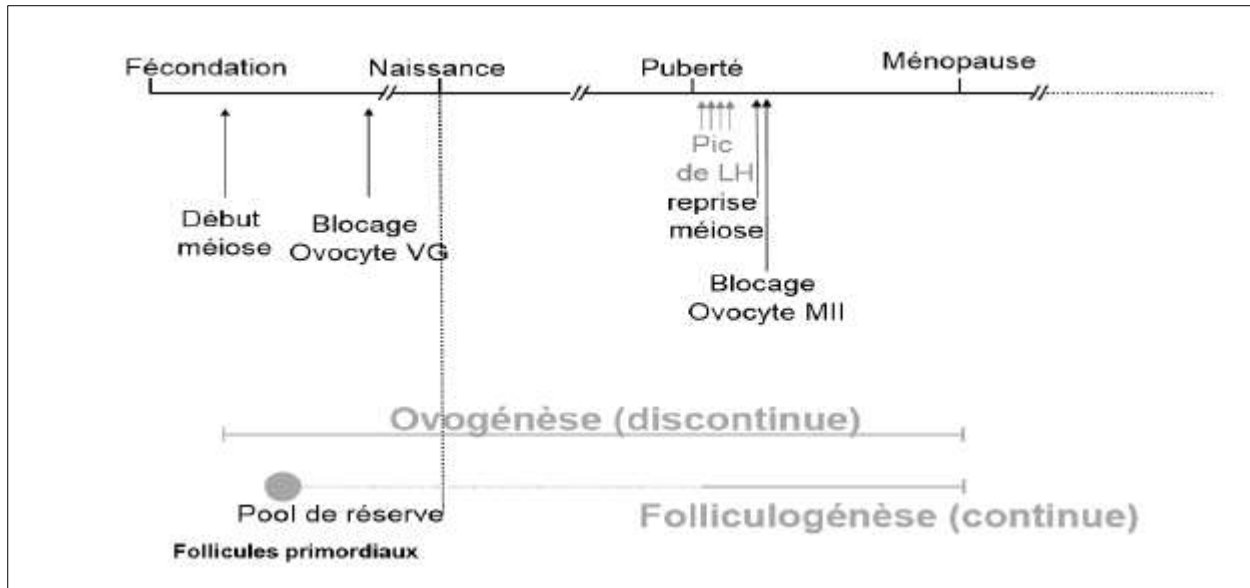 Fécondation
Naissance
Puberté
Ménopause
Début
méiose
Blocage
Ovocyte VG
Pic
de LH
reprise
méiose
Blocage
Ovocyte MII
Ovogénèse (discontinue)
Pool de réserve
Folliculogénèse (continue)
Follicules primordiaux